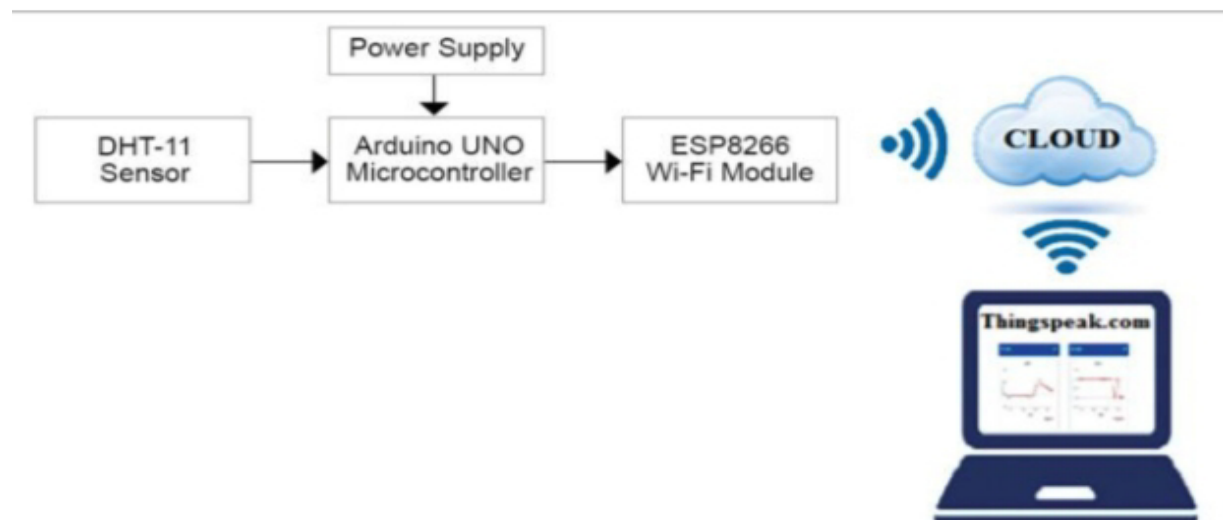 Power Supply
DHT-11
Sensor
Arduino UNO
Microcontroller
ESP8266
Wi-Fi Module
CLOUD
Thingspeak.com